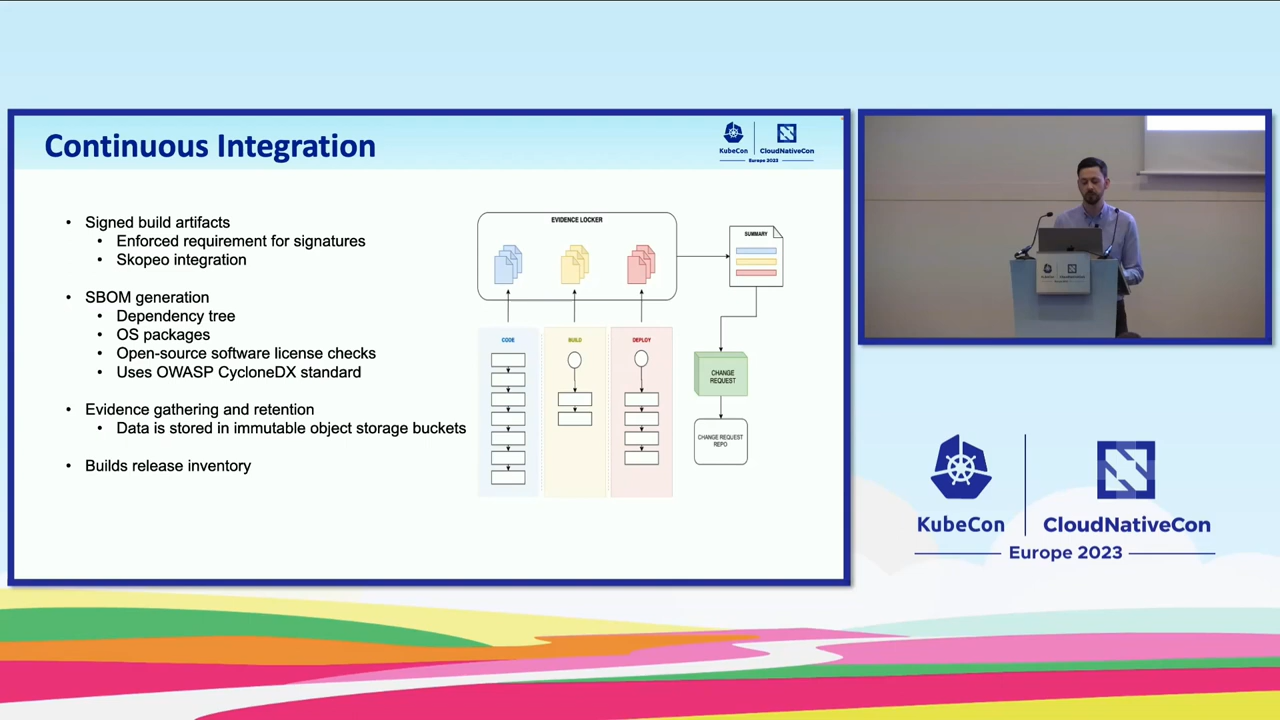 Continuous Integration
KubeCon
CloudNativeCon
Europe 2023
• Signed build artifacts
• Enforced requirement for signatures
• Skopeo integration
• SBOM generation
• Dependency tree
• OS packages
• Open-source software license checks
• Uses OWASP CycloneDX standard
• Evidence gathering and retention
• Data is stored in immutable object storage buckets
• Builds release inventory
EVIDENCE LOCKER
SUMMARY
CODE
BUILD
DEPLOY
CHANGE
REQUEST
CHANGE REQUEST
REPO
KubeCon
CloudNativeCon
Europe 2023